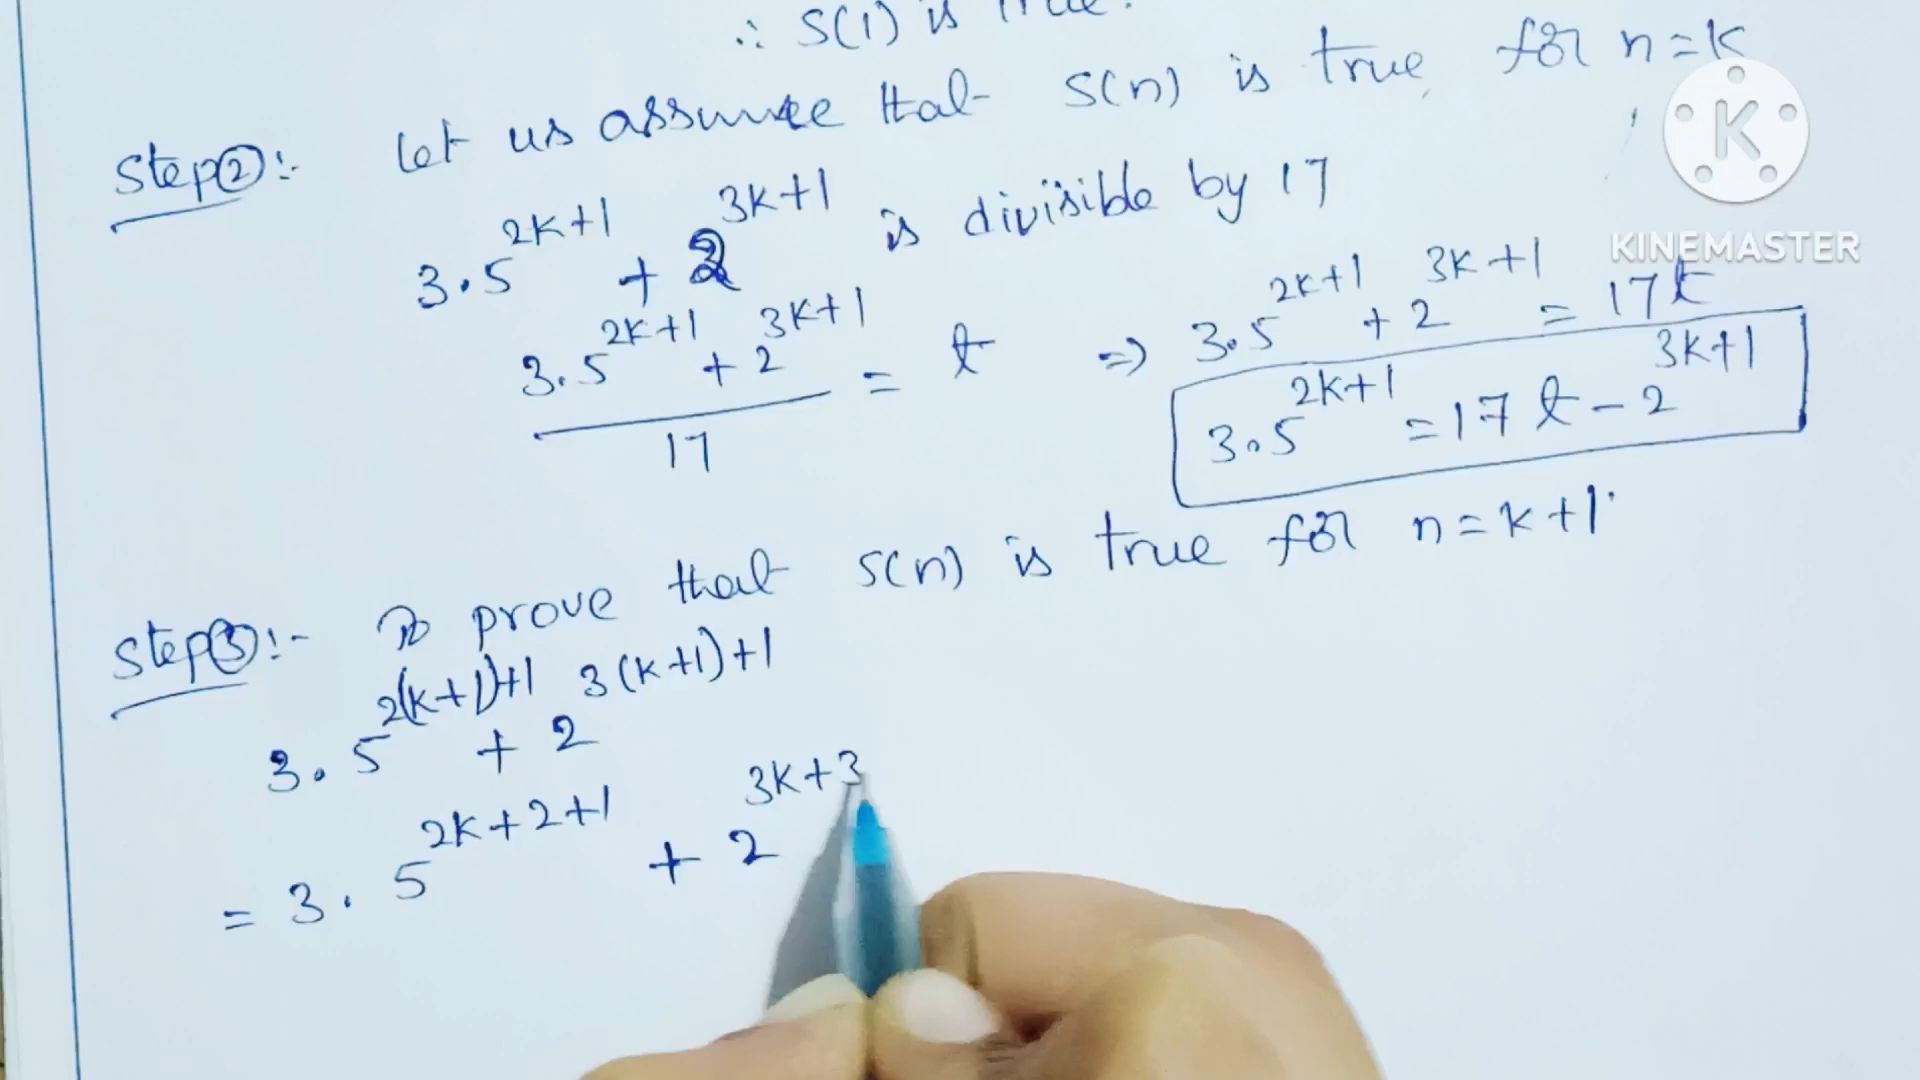 ∴ S(1) is true.
Step②:- Let us assume that S(n) is true for n=k
3·5^2k+1 + 2^3k+1 is divisible by 17
3·5^2k+1 + 2^3k+1 / 17 = t ⇒ 3·5^2k+1 + 2^3k+1 = 17t
3·5^2k+1 = 17t - 2^3k+1
Step③:- To prove that S(n) is true for n=k+1.
3·5^2(k+1)+1 + 2^3(k+1)+1
= 3·5^2k+2+1 + 2^3k+3
K
KINEMASTER